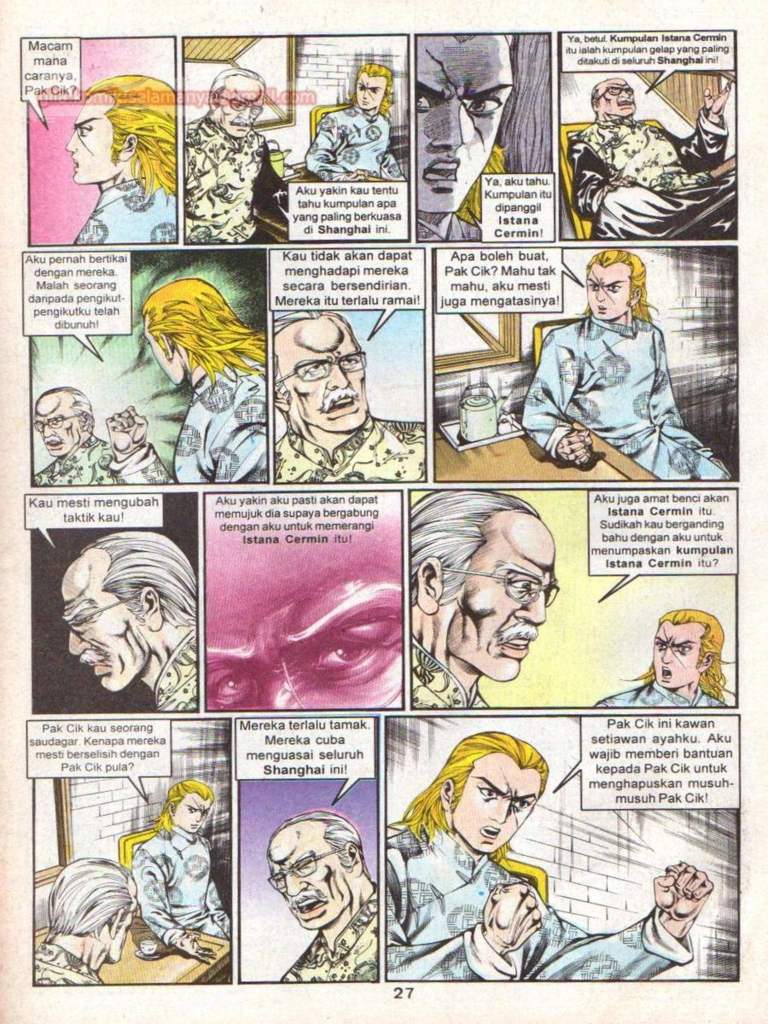 Macam
mana
caranya,
Pak Cik?
Aku yakin kau tentu
tahu kumpulan apa
yang paling berkuasa
di Shanghai ini.
Ya, aku tahu.
Kumpulan itu
dipanggil
Istana
Cermin!
Ya, betul. Kumpulan Istana Cermin
itu ialah kumpulan gelap yang paling
ditakuti di seluruh Shanghai ini!
Aku pernah bertikai
dengan mereka.
Malah seorang
daripada pengikut-
pengikutku telah
dibunuh!
Kau tidak akan dapat
menghadapi mereka
secara bersendirian.
Mereka itu terlalu ramai!
Apa boleh buat,
Pak Cik? Mahu tak
mahu, aku mesti
juga mengatasinya!
Kau mesti mengubah
taktik kau!
Aku yakin aku pasti akan dapat
memujuk dia supaya bergabung
dengan aku untuk memerangi
Istana Cermin itu!
Aku juga amat benci akan
Istana Cermin itu.
Sudikah kau berganding
bahu dengan aku untuk
menumpaskan kumpulan
Istana Cermin itu?
Pak Cik kau seorang
saudagar. Kenapa mereka
mesti berselisih dengan
Pak Cik pula?
Mereka terlalu tamak.
Mereka cuba
menguasai seluruh
Shanghai ini!
Pak Cik ini kawan
setiawan ayahku. Aku
wajib memberi bantuan
kepada Pak Cik untuk
menghapuskan musuh-
musuh Pak Cik!
27